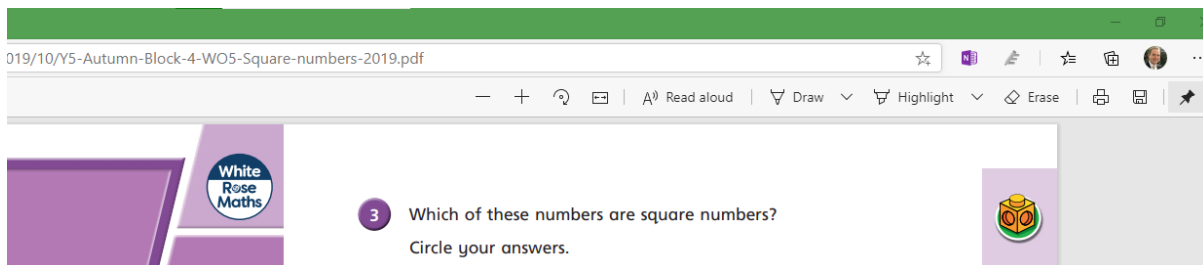 019/10/Y5-Autumn-Block-4-WO5-Square-numbers-2019.pdf
A Read aloud Draw Highlight Erase
White
Rose
Maths
3 Which of these numbers are square numbers?
Circle your answers.